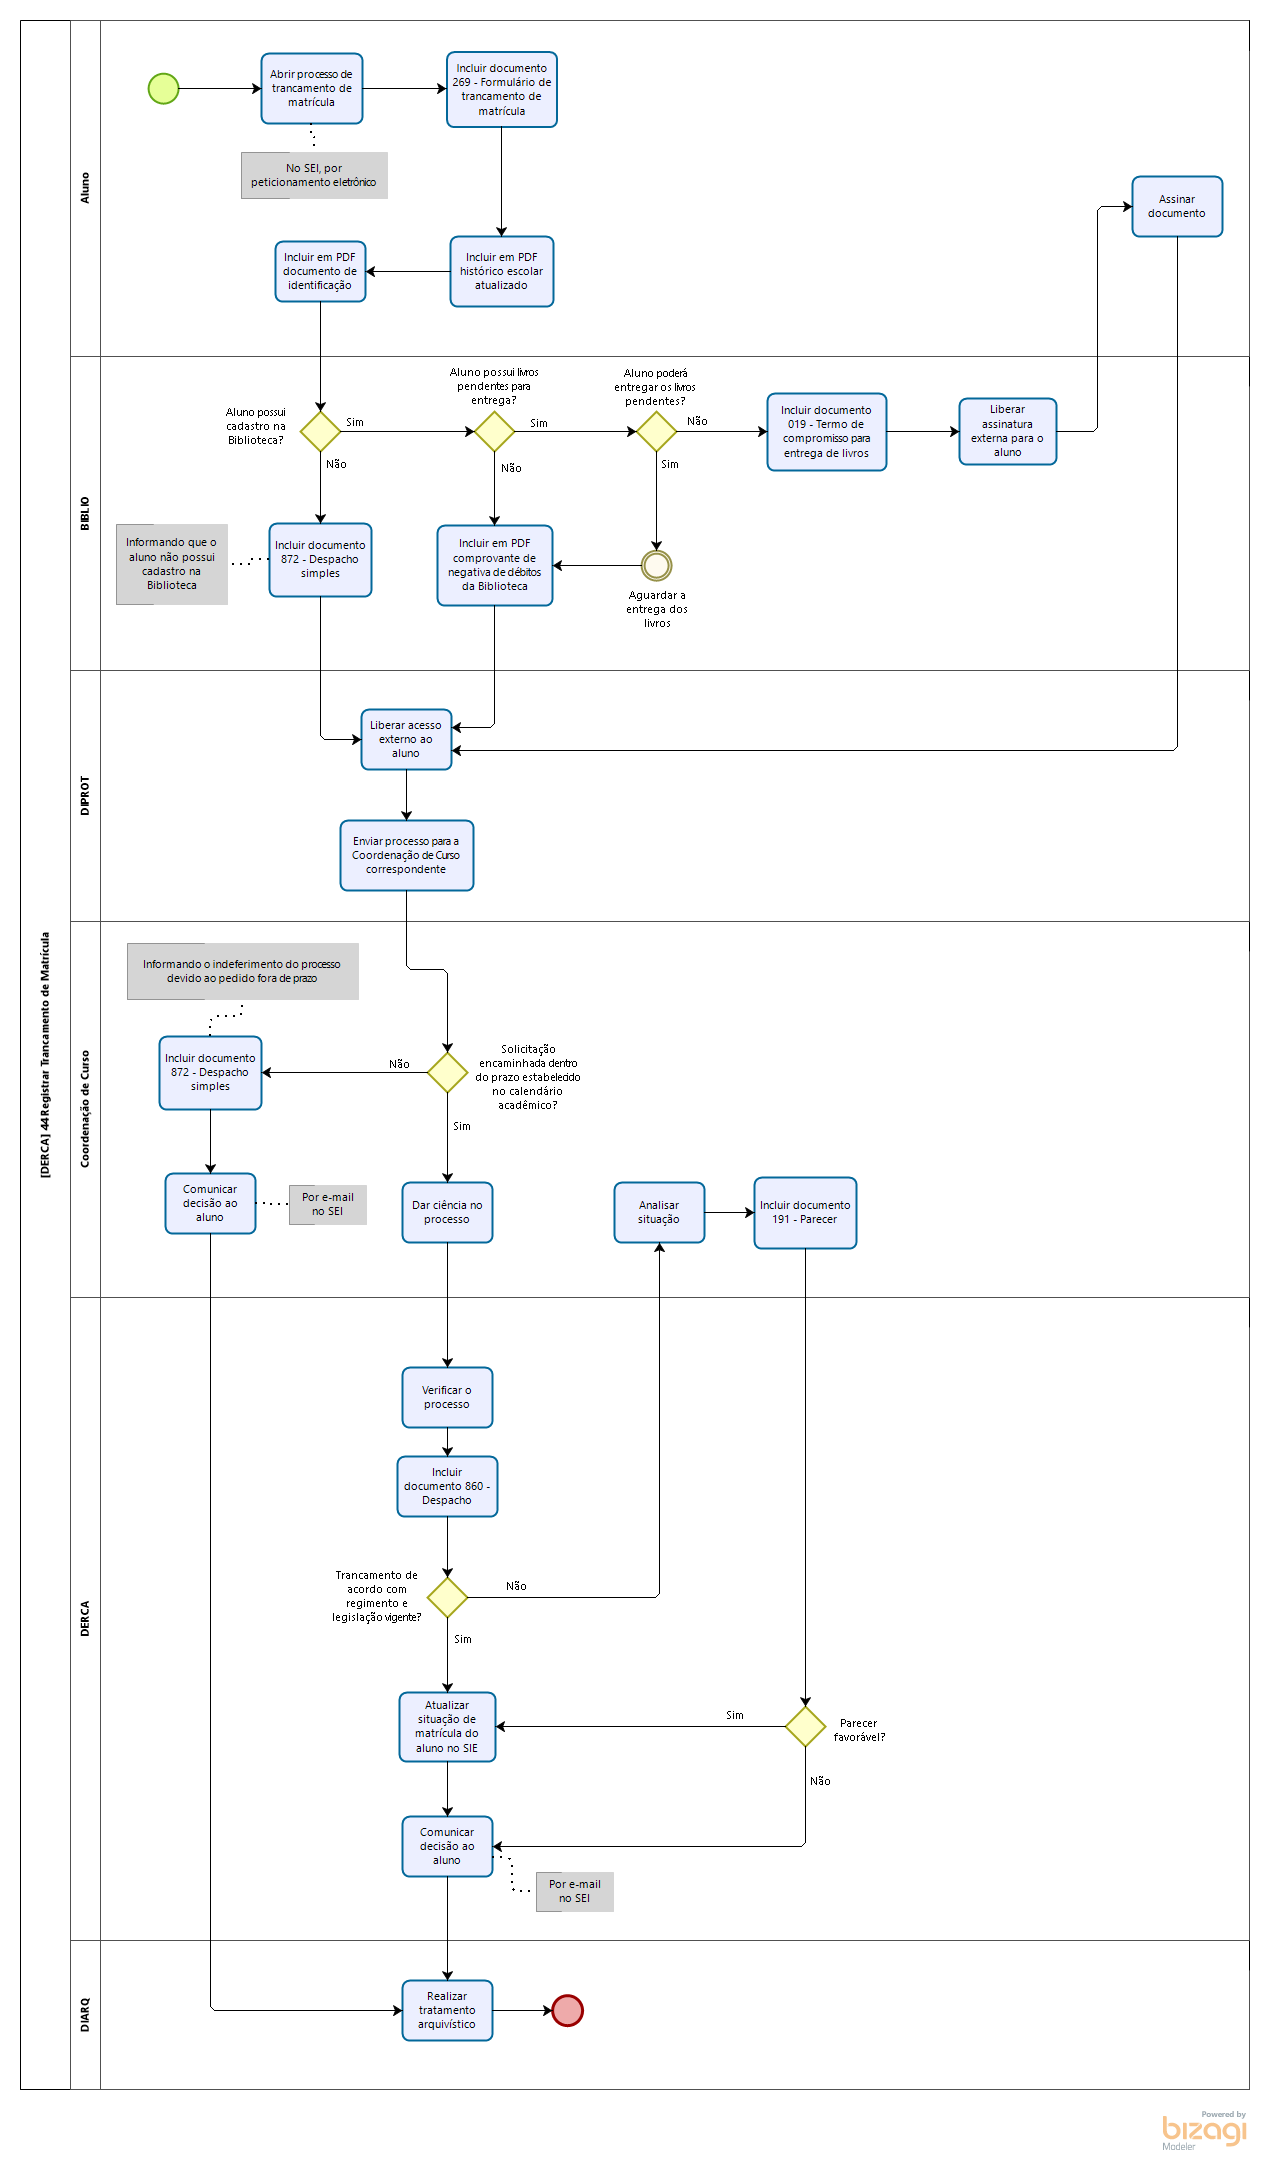 [DERCA] 44 Registrar Trancamento de Matrícula
Aluno
Abrir processo de
trancamento de
matrícula
Incluir documento
269 - Formulário de
trancamento de
matrícula
No SEI, por
peticionamento eletrônico
Assinar
documento
Incluir em PDF
documento de
identificação
Incluir em PDF
histórico escolar
atualizado
BIBLIO
Aluno possui
cadastro na
Biblioteca?
Sim
Não
Aluno possui livros
pendentes para
entrega?
Sim
Não
Aluno poderá
entregar os livros
pendentes?
Não
Sim
Incluir documento
019 - Termo de
compromisso para
entrega de livros
Liberar
assinatura
externa para o
aluno
Informando que o
aluno não possui
cadastro na
Biblioteca
Incluir documento
872 - Despacho
simples
Incluir em PDF
comprovante de
negativa de débitos
da Biblioteca
Aguardar a
entrega dos
livros
DIPROT
Liberar acesso
externo ao
aluno
Enviar processo para a
Coordenação de Curso
correspondente
Coordenação de Curso
Informando o indeferimento do processo
devido ao pedido fora de prazo
Incluir documento
872 - Despacho
simples
Não
Solicitação
encaminhada dentro
do prazo estabelecido
no calendário
acadêmico?
Sim
Comunicar
decisão ao
aluno
Por e-mail
no SEI
Dar ciência no
processo
Analisar
situação
Incluir documento
191 - Parecer
DERCA
Verificar o
processo
Incluir
documento 860 -
Despacho
Trancamento de
acordo com
regimento e
legislação vigente?
Não
Sim
Atualizar
situação de
matrícula do
aluno no SIE
Sim
Parecer
favorável?
Não
Comunicar
decisão ao
aluno
Por e-mail
no SEI
DIARQ
Realizar
tratamento
arquivístico
Powered by
bizagi
Modeler